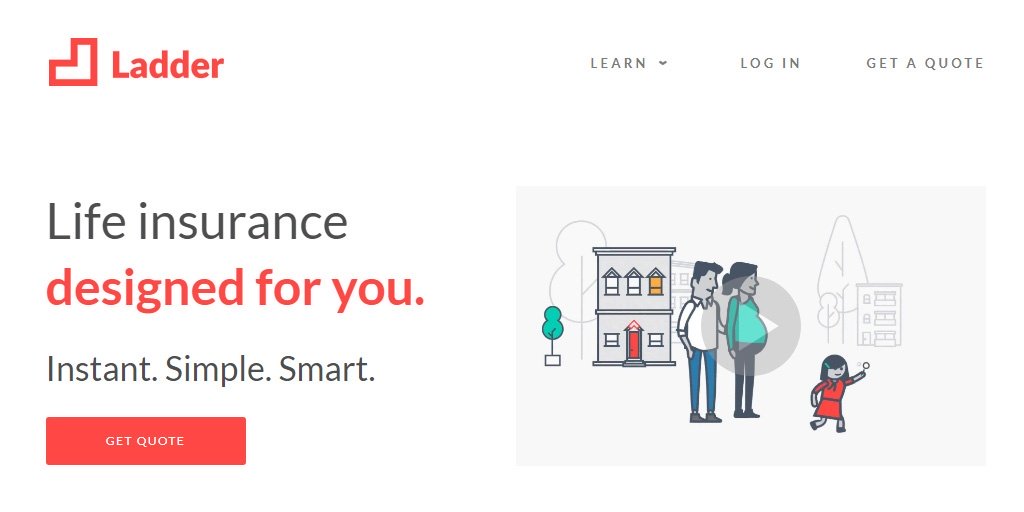 Ladder
LEARN
LOG IN
GET A QUOTE
Life insurance
designed for you.
Instant. Simple. Smart.
GET QUOTE